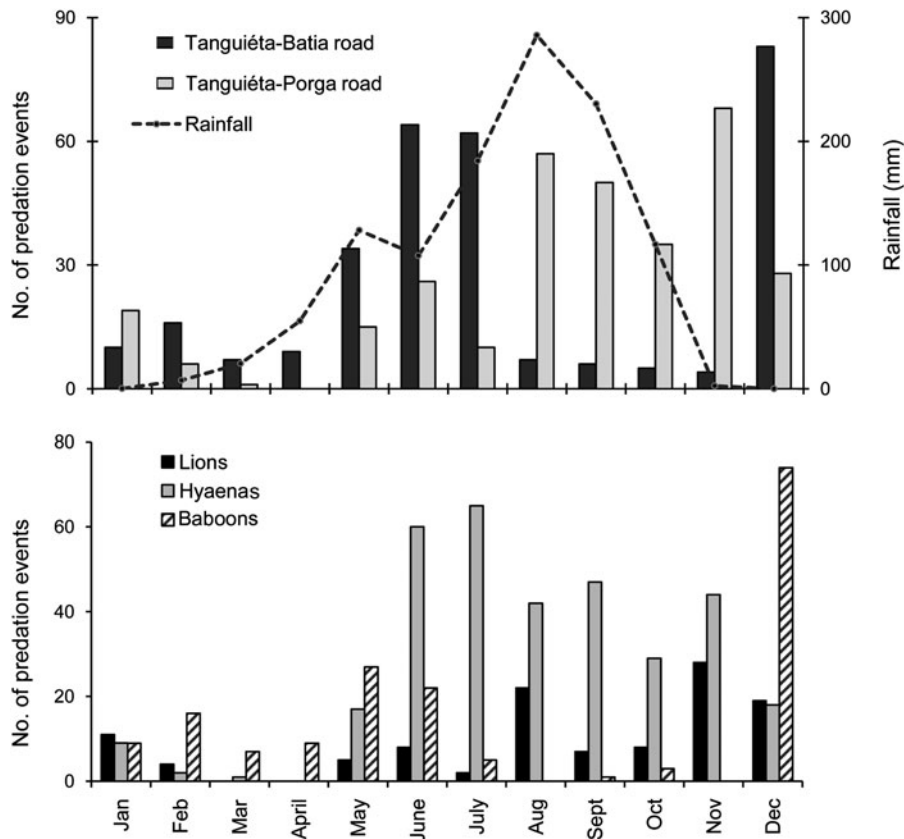 90
60
30
0
No. of predation events
Tanguiéta-Batia road
Tanguiéta-Porga road
Rainfall
300
200
100
0
Rainfall (mm)
80
60
40
20
0
No. of predation events
Lions
Hyaenas
Baboons
Jan
Feb
Mar
April
May
June
July
Aug
Sept
Oct
Nov
Dec